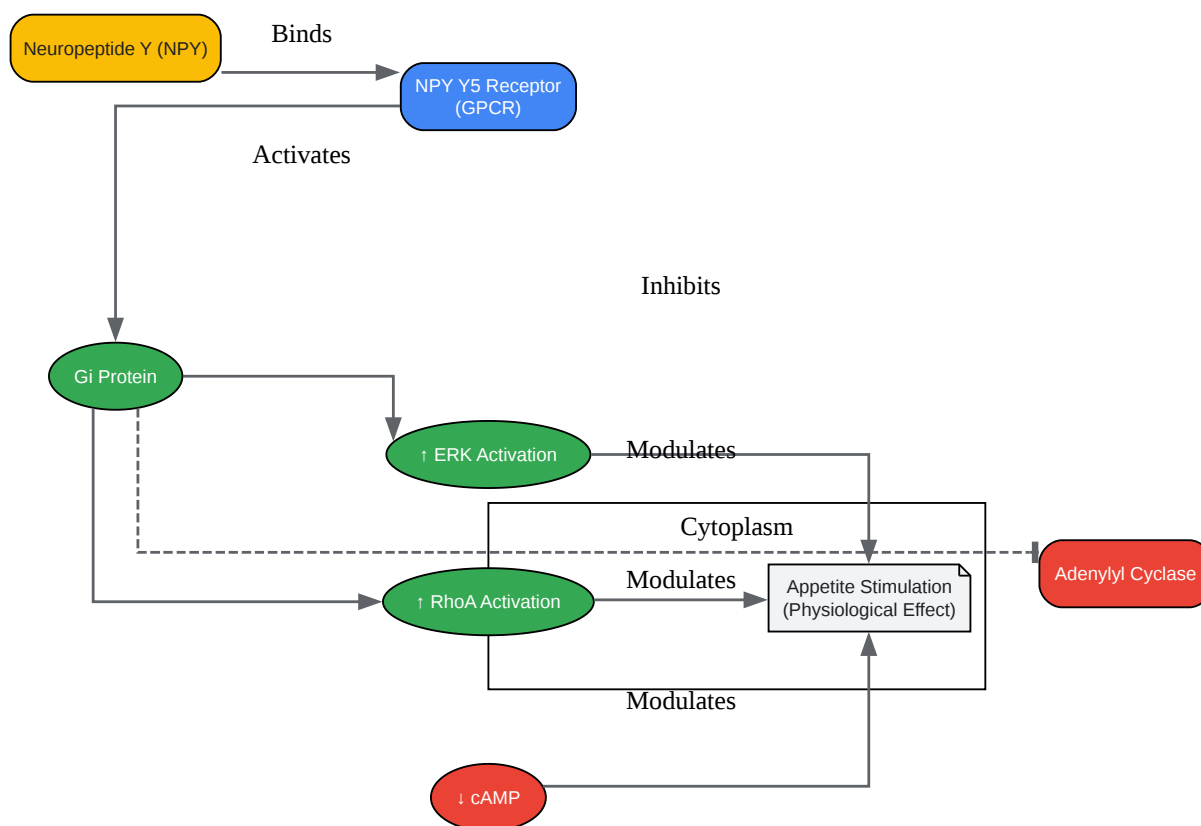 Binds
Neuropeptide Y (NPY)
NPY Y5 Receptor
(GPCR)
Activates
Inhibits
Gi Protein
↑ ERK Activation
Modulates
Cytoplasm
Adenylyl Cyclase
Modulates
Appetite Stimulation
(Physiological Effect)
↑ RhoA Activation
Modulates
↓ cAMP